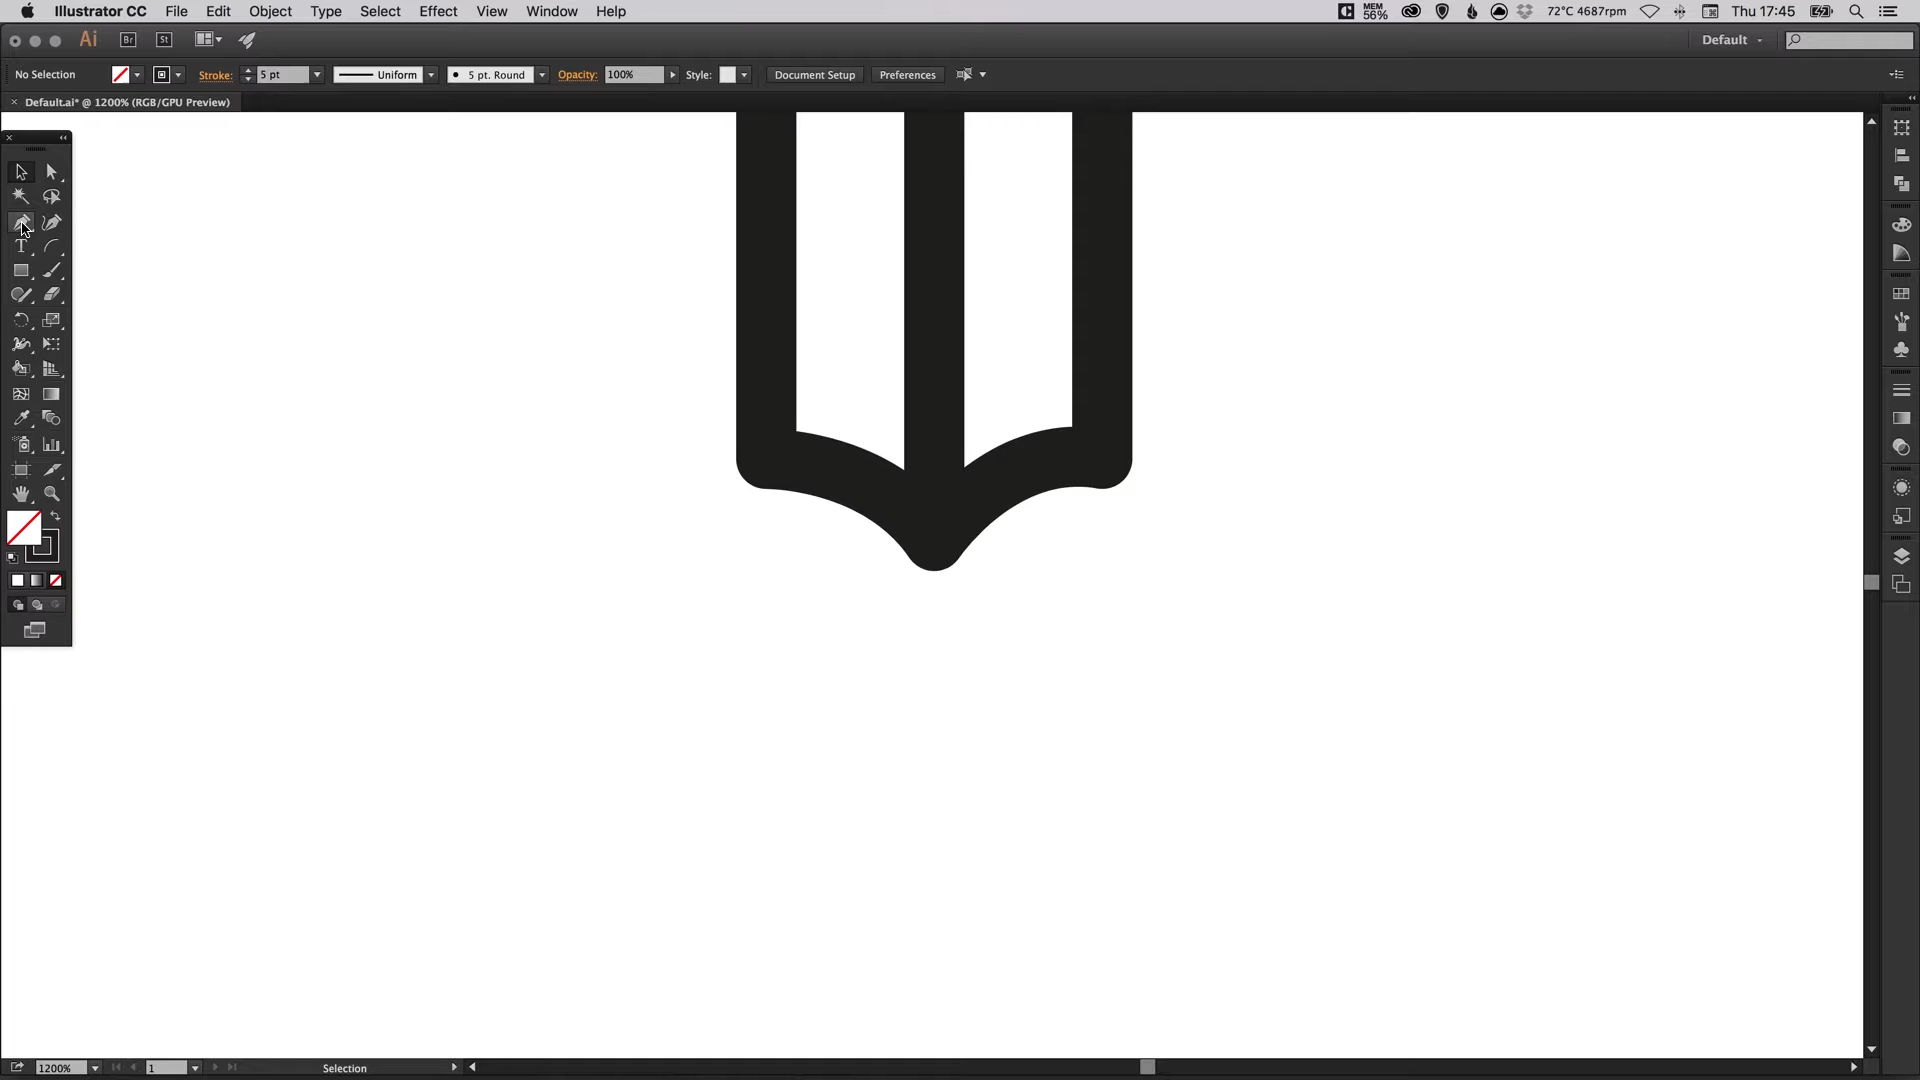 Illustrator CC File Edit Object Type Select Effect View Window Help MEM 56% 72°C 4687rpm Thu 17:45
Ai Br St Default
No Selection Stroke: 5 pt Uniform 5 pt. Round Opacity: 100% Style: Document Setup Preferences
Default.ai* @ 1200% (RGB/GPU Preview)
T
1200% 1 Selection